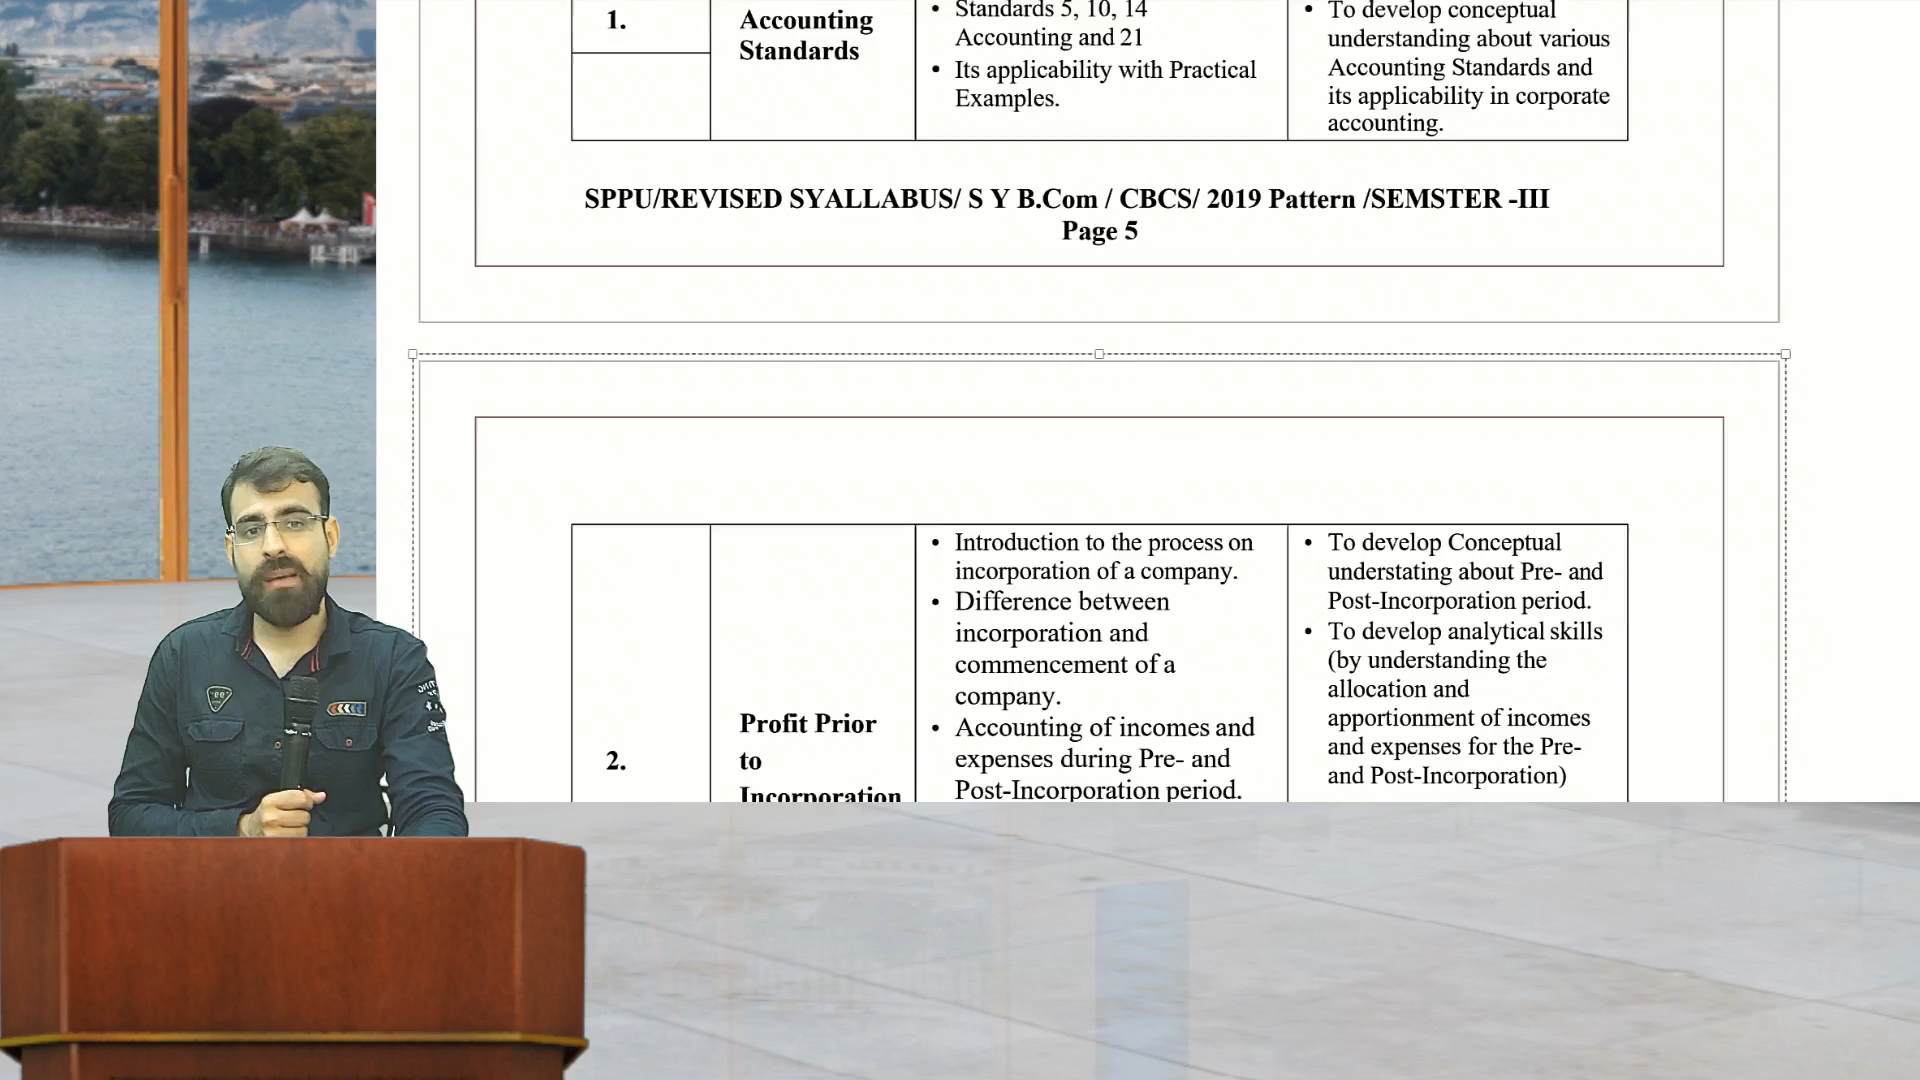 1.
Accounting
Standards
• Standards 5, 10, 14
Accounting and 21
• Its applicability with Practical
Examples.
• To develop conceptual
understanding about various
Accounting Standards and
its applicability in corporate
accounting.
SPPU/REVISED SYALLABUS/ S Y B.Com / CBCS/ 2019 Pattern /SEMSTER -III
Page 5
2.
Profit Prior
to
Incorporation
• Introduction to the process on
incorporation of a company.
• Difference between
incorporation and
commencement of a
company.
• Accounting of incomes and
expenses during Pre- and
Post-Incorporation period.
• To develop Conceptual
understating about Pre- and
Post-Incorporation period.
• To develop analytical skills
(by understanding the
allocation and
apportionment of incomes
and expenses for the Pre-
and Post-Incorporation)